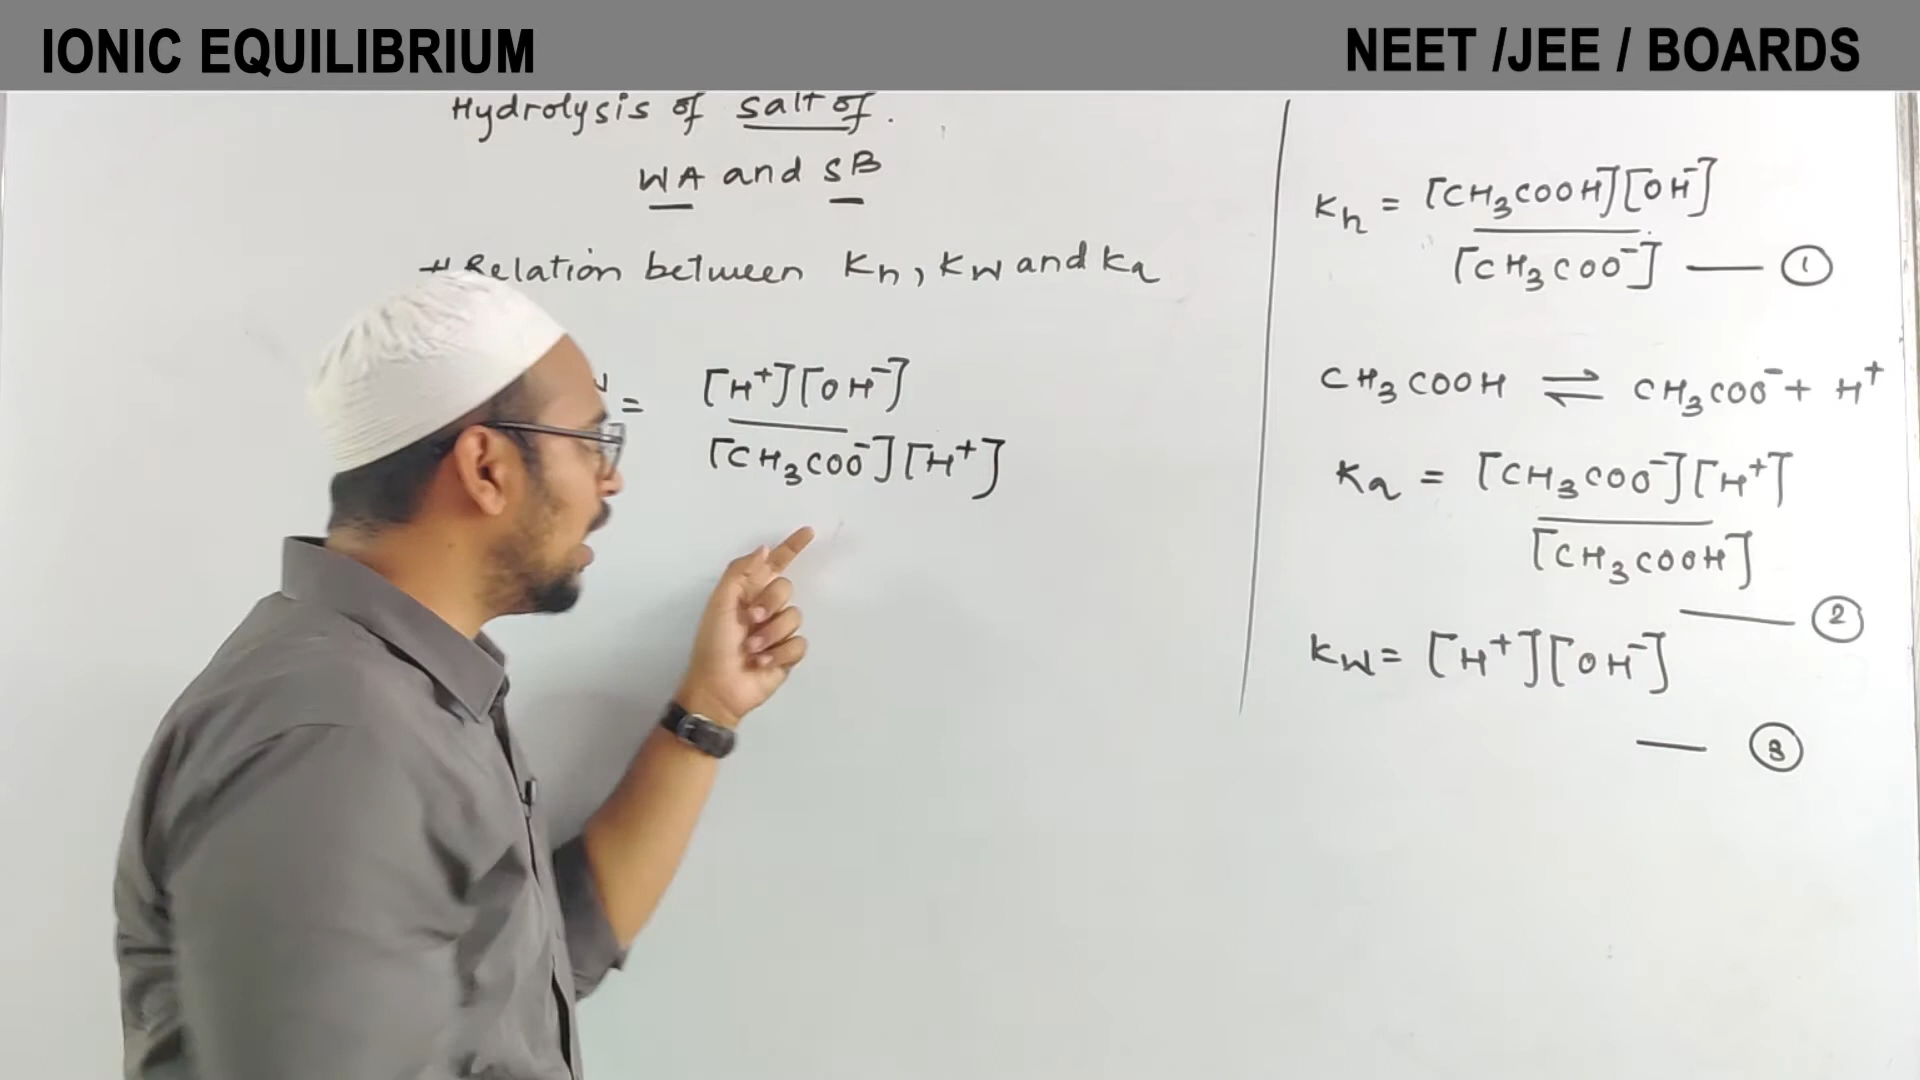 IONIC EQUILIBRIUM
NEET /JEE / BOARDS
Hydrolysis of salt of.
WA and SB
# Relation between Kh, Kw and Ka
= [H⁺][OH⁻]
[CH₃COO⁻][H⁺]
Kh = [CH₃COOH][OH⁻]
[CH₃COO⁻] — ①
CH₃COOH ⇌ CH₃COO⁻ + H⁺
Ka = [CH₃COO⁻][H⁺]
[CH₃COOH]
— ②
Kw = [H⁺][OH⁻]
— ③